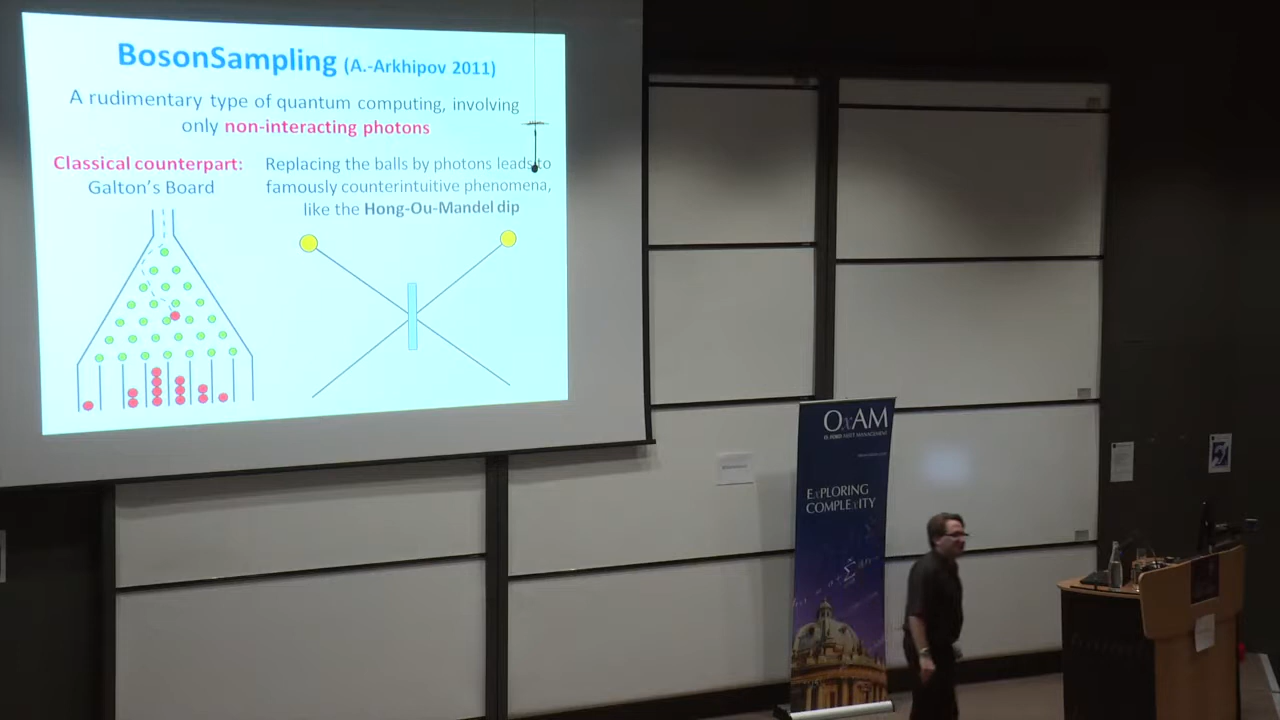 BosonSampling (A.-Arkhipov 2011)
A rudimentary type of quantum computing, involving
only non-interacting photons
Classical counterpart:
Galton's Board
Replacing the balls by photons leads to
famously counterintuitive phenomena,
like the Hong-Ou-Mandel dip
OxAM
EXPLORING
COMPLEXITY